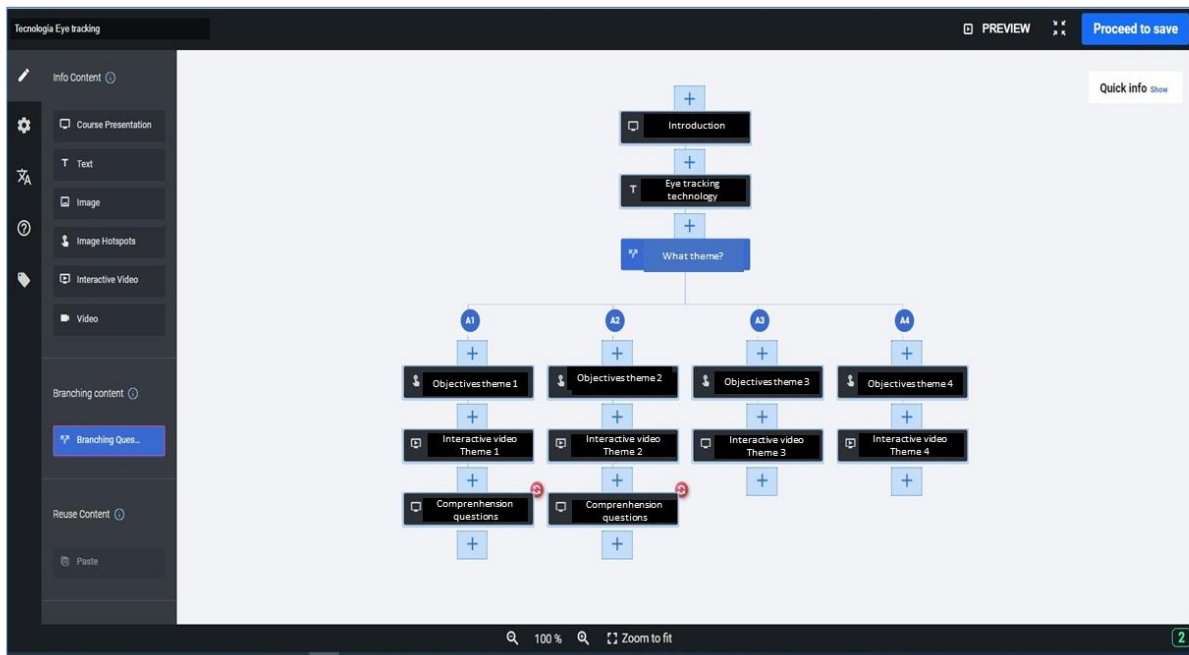 Tecnologia Eye tracking
PREVIEW
Proceed to save
Info Content
Quick info Show
Course Presentation
T Text
Image
Image Hotspots
Interactive Video
Video
Branching content
Branching Ques...
Reuse Content
Paste
Introduction
T
Eye tracking
technology
What theme?
A1
A2
A3
A4
Objectives theme 1
Objectives theme 2
Objectives theme 3
Objectives theme 4
Interactive video
Theme 1
Interactive video
Theme 2
Interactive video
Theme 3
Interactive video
Theme 4
Comprenhension
questions
Comprenhension
questions
100 %
Zoom to fit
2